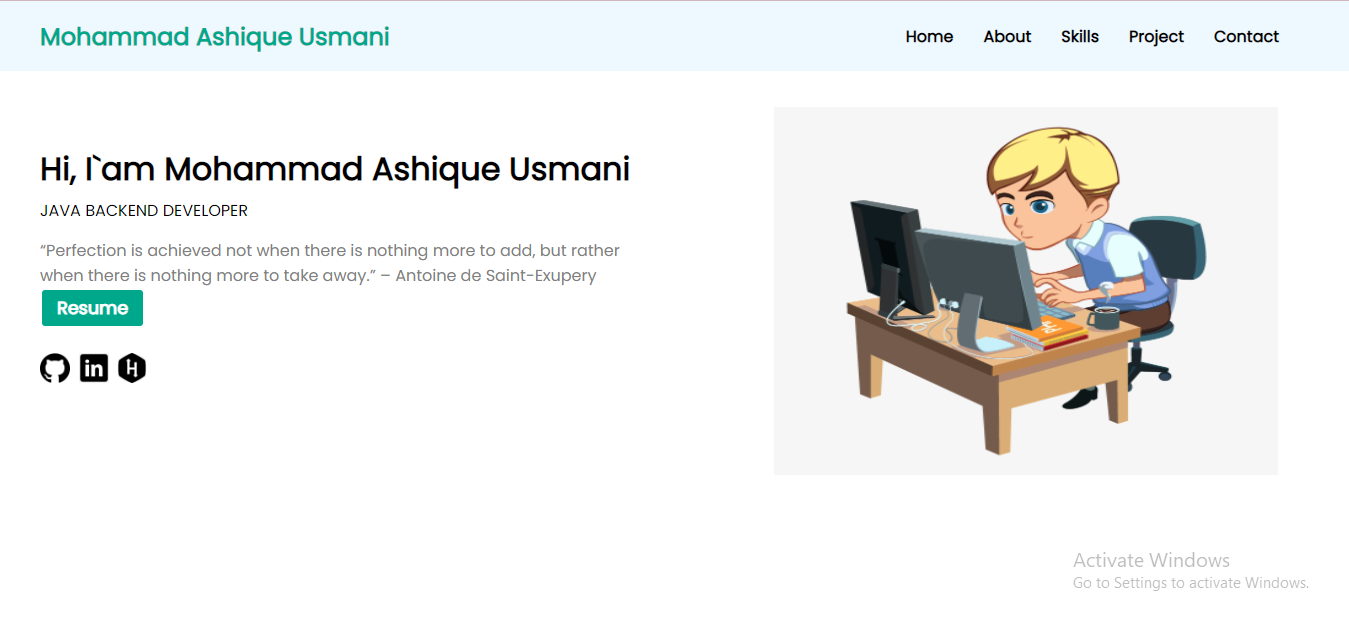 Mohammad Ashique Usmani
Home About Skills Project Contact
Hi, I`am Mohammad Ashique Usmani
JAVA BACKEND DEVELOPER
“Perfection is achieved not when there is nothing more to add, but rather
when there is nothing more to take away.” – Antoine de Saint-Exupery
Resume
in
H
Activate Windows
Go to Settings to activate Windows.